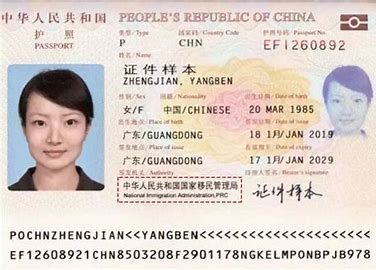 中华人民共和国 PEOPLE'S REPUBLIC OF CHINA
护照 类型/Type 国家码/Country Code 护照号码/Passport No.
PASSPORT P CHN EF1260892
姓名/Name
证件样本
ZHENGJIAN, YANGBEN
性别/Sex 国籍/Nationality 出生日期/Date of birth
女/F 中国/CHINESE 20 MAR 1985
出生地点/Place of birth 签发日期/Date of issue
广东/GUANGDONG 18 1月/JAN 2019
签发地点/Place of issue 有效期至/Date of expiry
广东/GUANGDONG 17 1月/JAN 2029
签发机关/Authority 持照人签名/Bearer's signature
中华人民共和国国家移民管理局
National Immigration Administration,PRC
证件样本
POCHNZHENGJIAN<<YANGBEN<<<<<<<<<<<<<<<<<<<<<
EF12608921CHN8503208F2901178NGKELMPONBPJB978